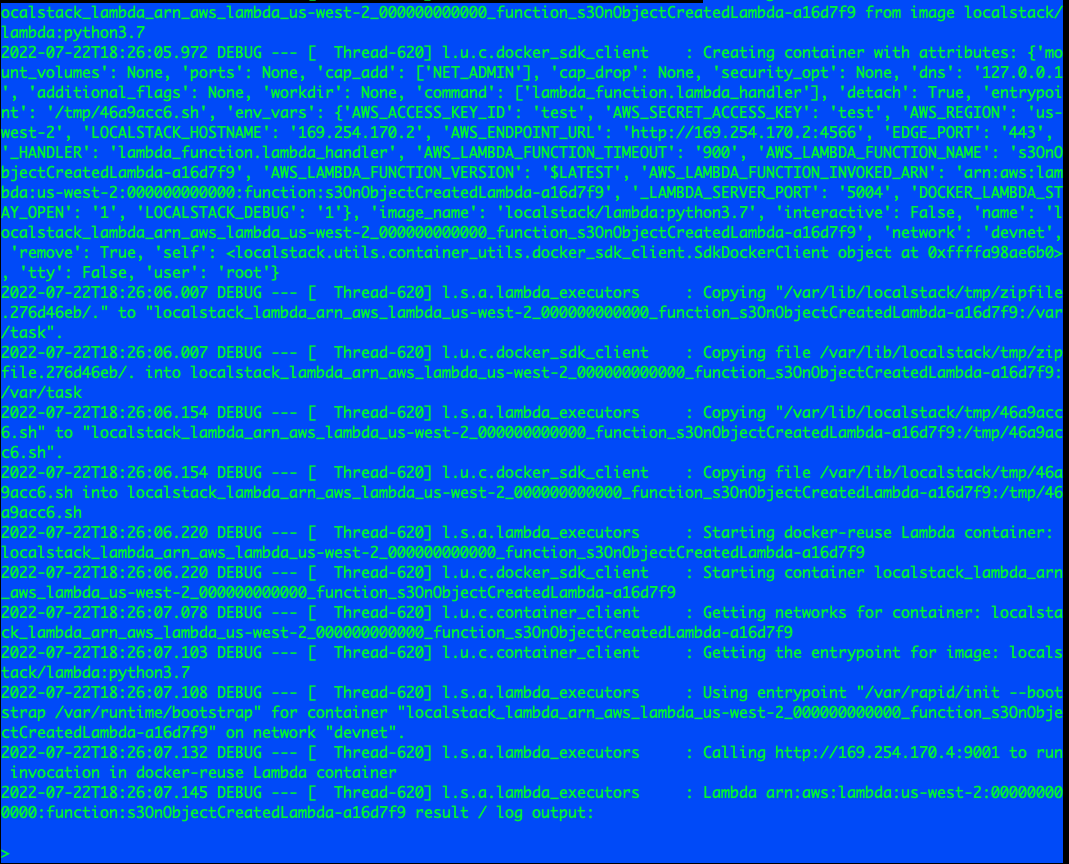 ocalstack_lambda_arn_aws_lambda_us-west-2_000000000000_function_s3OnObjectCreatedLambda-a16d7f9 from image localstack/
lambda:python3.7
2022-07-22T18:26:05.972 DEBUG --- [  Thread-620] l.u.c.docker_sdk_client    : Creating container with attributes: {'mo
unt_volumes': None, 'ports': None, 'cap_add': ['NET_ADMIN'], 'cap_drop': None, 'security_opt': None, 'dns': '127.0.0.1
', 'additional_flags': None, 'workdir': None, 'command': ['lambda_function.lambda_handler'], 'detach': True, 'entrypoi
nt': '/tmp/46a9acc6.sh', 'env_vars': {'AWS_ACCESS_KEY_ID': 'test', 'AWS_SECRET_ACCESS_KEY': 'test', 'AWS_REGION': 'us-
west-2', 'LOCALSTACK_HOSTNAME': '169.254.170.2', 'AWS_ENDPOINT_URL': 'http://169.254.170.2:4566', 'EDGE_PORT': '443',
'_HANDLER': 'lambda_function.lambda_handler', 'AWS_LAMBDA_FUNCTION_TIMEOUT': '900', 'AWS_LAMBDA_FUNCTION_NAME': 's3OnO
bjectCreatedLambda-a16d7f9', 'AWS_LAMBDA_FUNCTION_VERSION': '$LATEST', 'AWS_LAMBDA_FUNCTION_INVOKED_ARN': 'arn:aws:lam
bda:us-west-2:000000000000:function:s3OnObjectCreatedLambda-a16d7f9', '_LAMBDA_SERVER_PORT': '5004', 'DOCKER_LAMBDA_ST
AY_OPEN': '1', 'LOCALSTACK_DEBUG': '1'}, 'image_name': 'localstack/lambda:python3.7', 'interactive': False, 'name': 'l
ocalstack_lambda_arn_aws_lambda_us-west-2_000000000000_function_s3OnObjectCreatedLambda-a16d7f9', 'network': 'devnet',
 'remove': True, 'self': <localstack.utils.container_utils.docker_sdk_client.SdkDockerClient object at 0xffffa98ae6b0>
, 'tty': False, 'user': 'root'}
2022-07-22T18:26:06.007 DEBUG --- [  Thread-620] l.s.a.lambda_executors     : Copying "/var/lib/localstack/tmp/zipfile
.276d46eb/." to "localstack_lambda_arn_aws_lambda_us-west-2_000000000000_function_s3OnObjectCreatedLambda-a16d7f9:/var
/task".
2022-07-22T18:26:06.007 DEBUG --- [  Thread-620] l.u.c.docker_sdk_client    : Copying file /var/lib/localstack/tmp/zip
file.276d46eb/. into localstack_lambda_arn_aws_lambda_us-west-2_000000000000_function_s3OnObjectCreatedLambda-a16d7f9:
/var/task
2022-07-22T18:26:06.154 DEBUG --- [  Thread-620] l.s.a.lambda_executors     : Copying "/var/lib/localstack/tmp/46a9acc
6.sh" to "localstack_lambda_arn_aws_lambda_us-west-2_000000000000_function_s3OnObjectCreatedLambda-a16d7f9:/tmp/46a9ac
c6.sh".
2022-07-22T18:26:06.154 DEBUG --- [  Thread-620] l.u.c.docker_sdk_client    : Copying file /var/lib/localstack/tmp/46a
9acc6.sh into localstack_lambda_arn_aws_lambda_us-west-2_000000000000_function_s3OnObjectCreatedLambda-a16d7f9:/tmp/46
a9acc6.sh
2022-07-22T18:26:06.220 DEBUG --- [  Thread-620] l.s.a.lambda_executors     : Starting docker-reuse Lambda container:
localstack_lambda_arn_aws_lambda_us-west-2_000000000000_function_s3OnObjectCreatedLambda-a16d7f9
2022-07-22T18:26:06.220 DEBUG --- [  Thread-620] l.u.c.docker_sdk_client    : Starting container localstack_lambda_arn
_aws_lambda_us-west-2_000000000000_function_s3OnObjectCreatedLambda-a16d7f9
2022-07-22T18:26:07.078 DEBUG --- [  Thread-620] l.u.c.container_client     : Getting networks for container: localsta
ck_lambda_arn_aws_lambda_us-west-2_000000000000_function_s3OnObjectCreatedLambda-a16d7f9
2022-07-22T18:26:07.103 DEBUG --- [  Thread-620] l.u.c.container_client     : Getting the entrypoint for image: locals
tack/lambda:python3.7
2022-07-22T18:26:07.108 DEBUG --- [  Thread-620] l.s.a.lambda_executors     : Using entrypoint "/var/rapid/init --boot
strap /var/runtime/bootstrap" for container "localstack_lambda_arn_aws_lambda_us-west-2_000000000000_function_s3OnObje
ctCreatedLambda-a16d7f9" on network "devnet".
2022-07-22T18:26:07.132 DEBUG --- [  Thread-620] l.s.a.lambda_executors     : Calling http://169.254.170.4:9001 to run
 invocation in docker-reuse Lambda container
2022-07-22T18:26:07.145 DEBUG --- [  Thread-620] l.s.a.lambda_executors     : Lambda arn:aws:lambda:us-west-2:00000000
0000:function:s3OnObjectCreatedLambda-a16d7f9 result / log output:
>